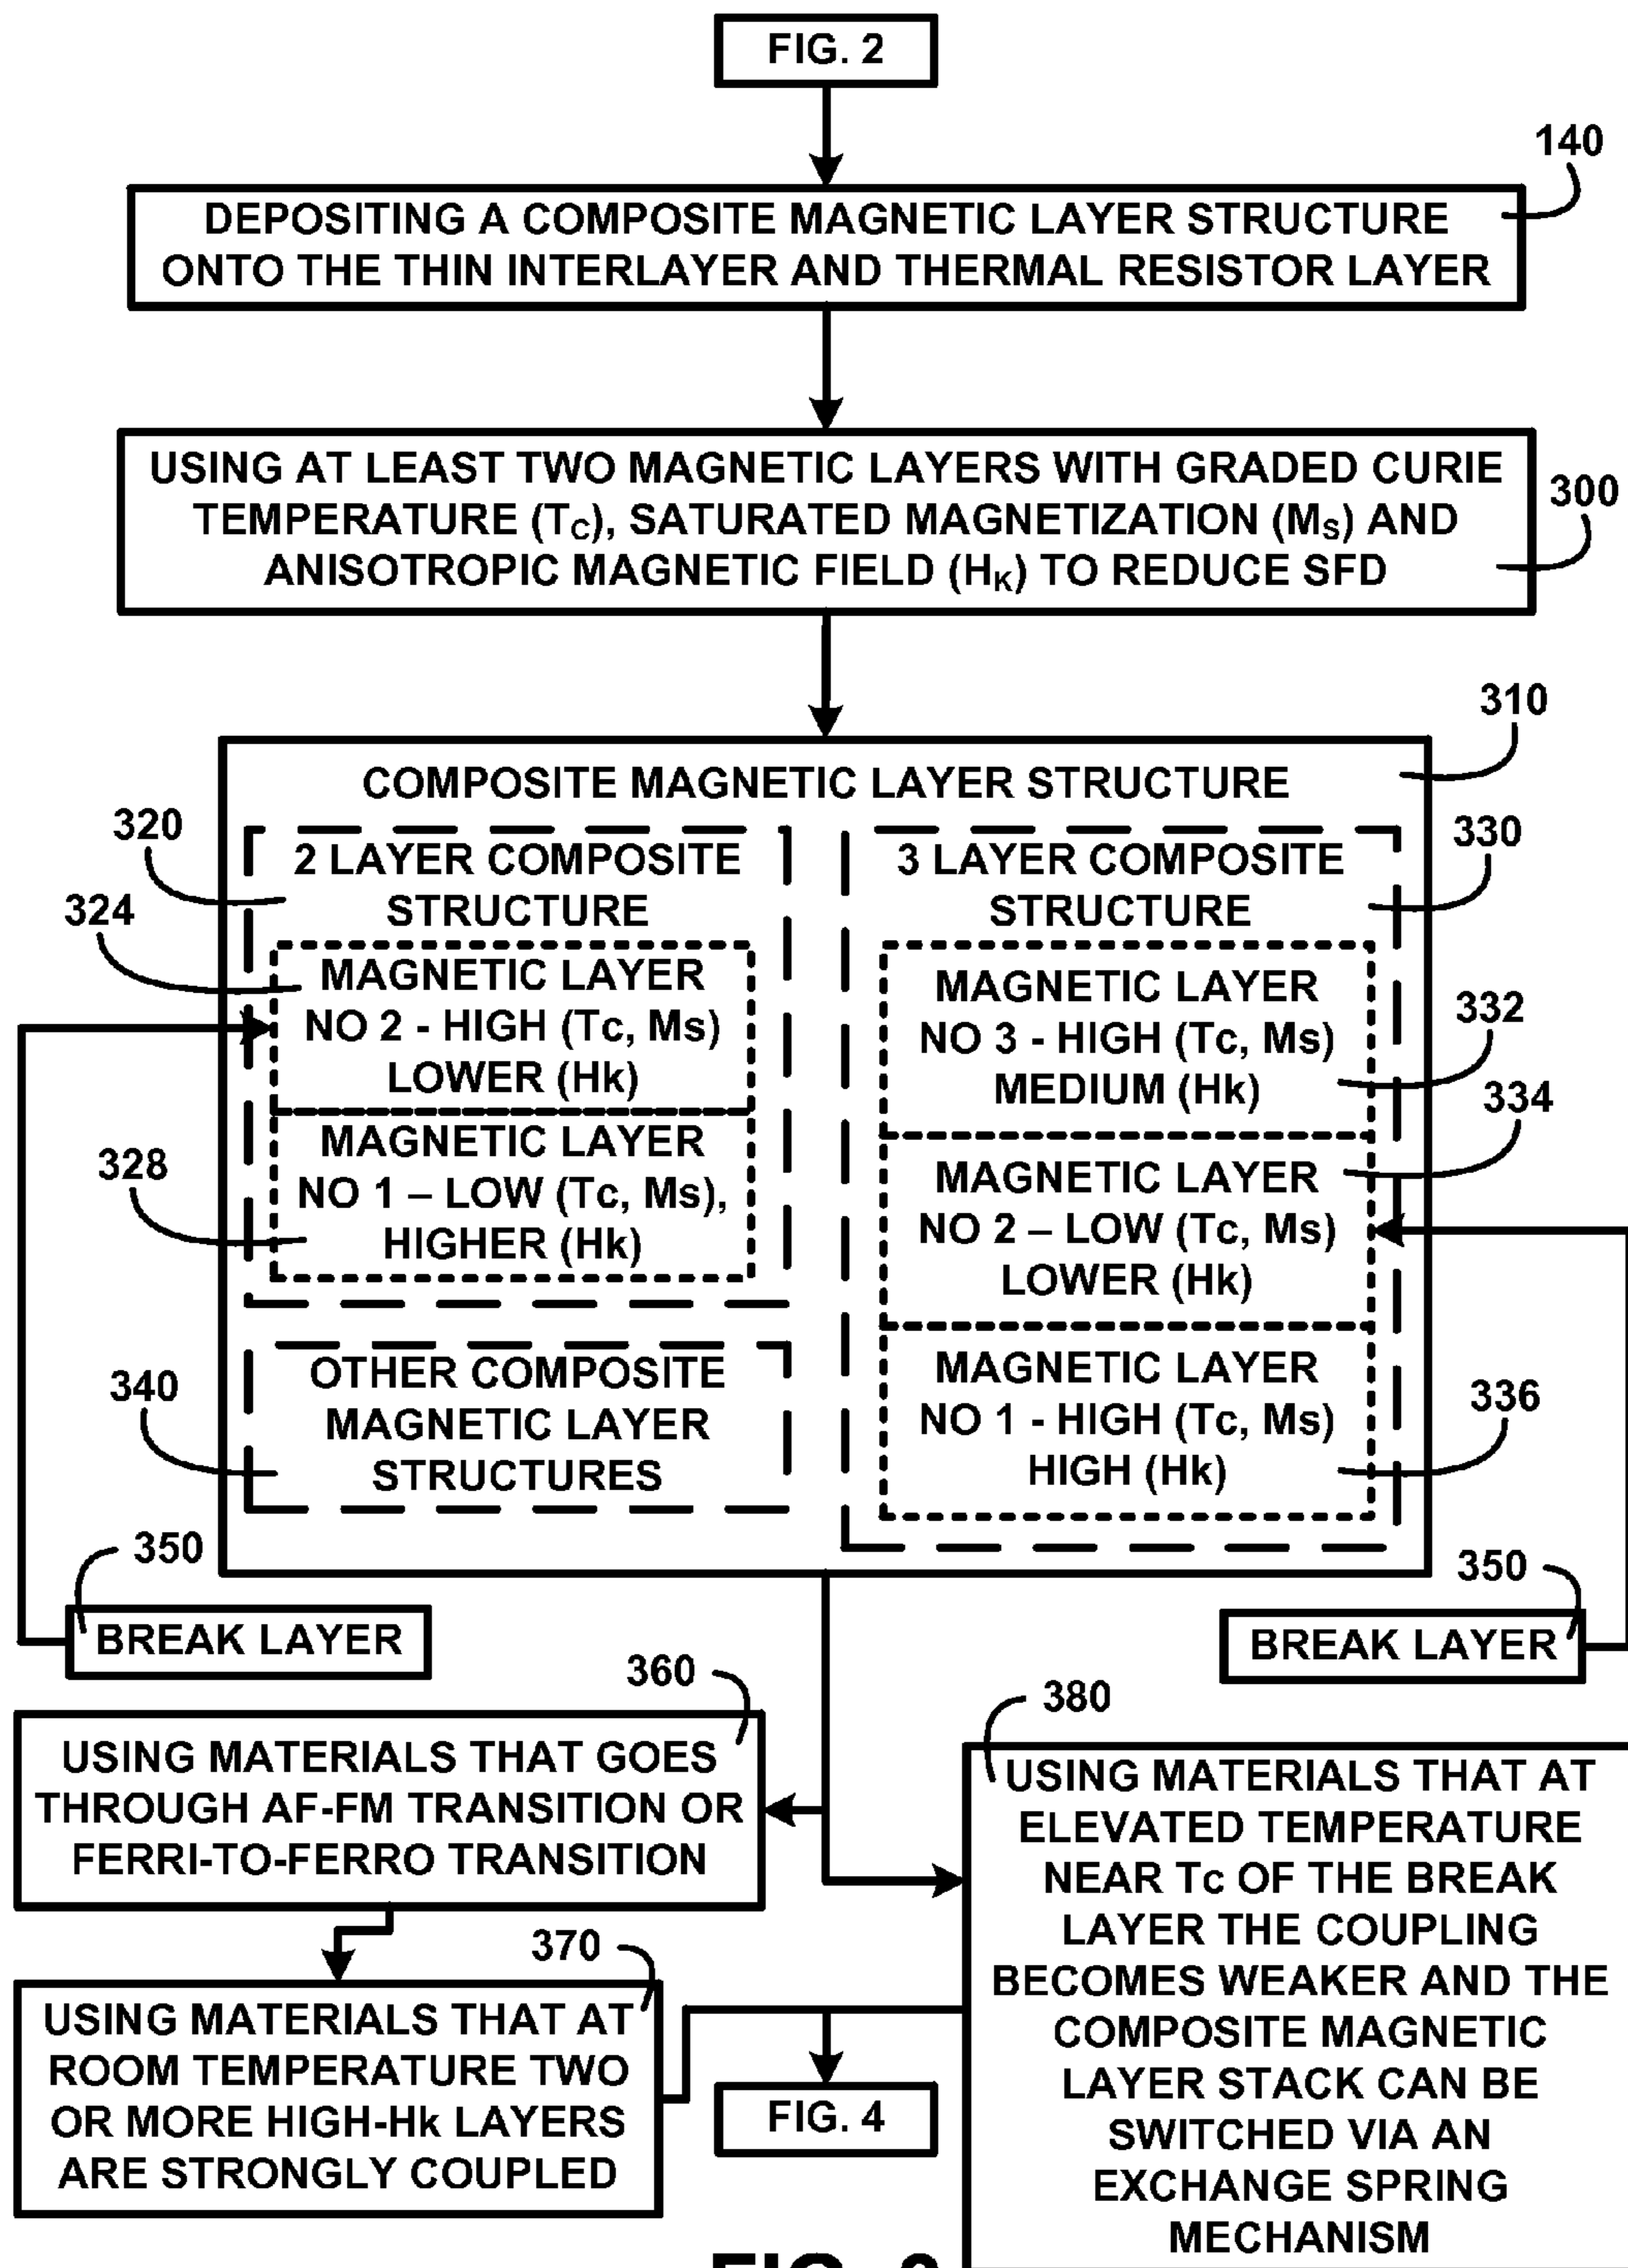 FIG. 2
140
DEPOSITING A COMPOSITE MAGNETIC LAYER STRUCTURE
ONTO THE THIN INTERLAYER AND THERMAL RESISTOR LAYER
USING AT LEAST TWO MAGNETIC LAYERS WITH GRADED CURIE
TEMPERATURE (TC), SATURATED MAGNETIZATION (MS) AND
ANISOTROPIC MAGNETIC FIELD (HK) TO REDUCE SFD
300
310
COMPOSITE MAGNETIC LAYER STRUCTURE
320
2 LAYER COMPOSITE
STRUCTURE
324
MAGNETIC LAYER
NO 2 - HIGH (Tc, Ms)
LOWER (Hk)
328
MAGNETIC LAYER
NO 1 – LOW (Tc, Ms),
HIGHER (Hk)
340
OTHER COMPOSITE
MAGNETIC LAYER
STRUCTURES
330
3 LAYER COMPOSITE
STRUCTURE
332
MAGNETIC LAYER
NO 3 - HIGH (Tc, Ms)
MEDIUM (Hk)
334
MAGNETIC LAYER
NO 2 – LOW (Tc, Ms)
LOWER (Hk)
336
MAGNETIC LAYER
NO 1 - HIGH (Tc, Ms)
HIGH (Hk)
350
BREAK LAYER
350
BREAK LAYER
360
USING MATERIALS THAT GOES
THROUGH AF-FM TRANSITION OR
FERRI-TO-FERRO TRANSITION
370
USING MATERIALS THAT AT
ROOM TEMPERATURE TWO
OR MORE HIGH-Hk LAYERS
ARE STRONGLY COUPLED
380
USING MATERIALS THAT AT
ELEVATED TEMPERATURE
NEAR Tc OF THE BREAK
LAYER THE COUPLING
BECOMES WEAKER AND THE
COMPOSITE MAGNETIC
LAYER STACK CAN BE
SWITCHED VIA AN
EXCHANGE SPRING
MECHANISM
FIG. 4
FIG.